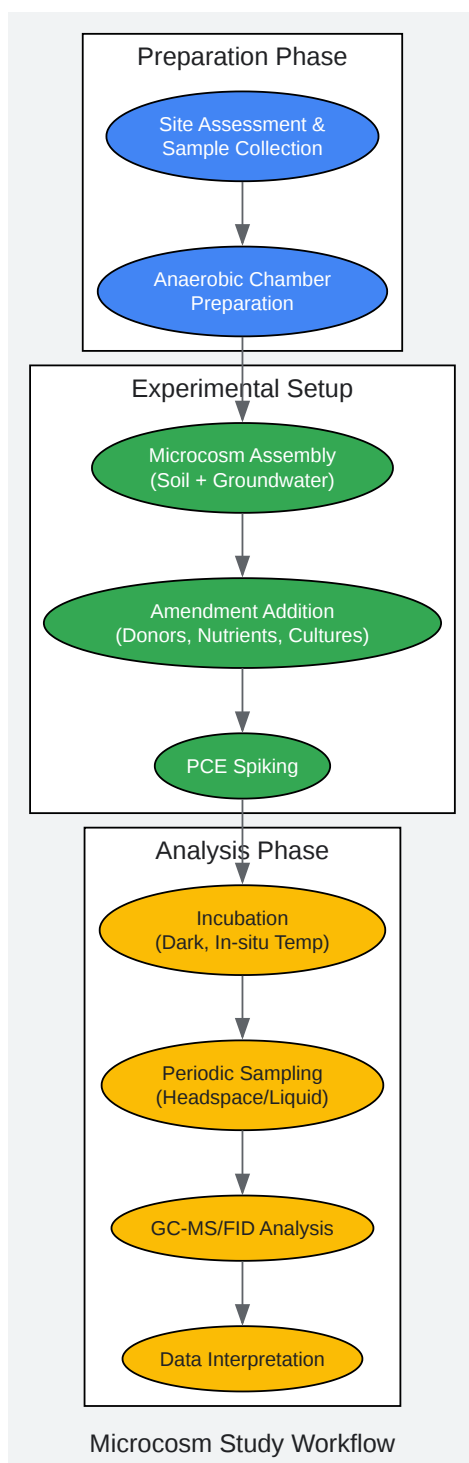 Preparation Phase
Site Assessment &
Sample Collection
Anaerobic Chamber
Preparation
Experimental Setup
Microcosm Assembly
(Soil + Groundwater)
Amendment Addition
(Donors, Nutrients, Cultures)
PCE Spiking
Analysis Phase
Incubation
(Dark, In-situ Temp)
Periodic Sampling
(Headspace/Liquid)
GC-MS/FID Analysis
Data Interpretation
Microcosm Study Workflow